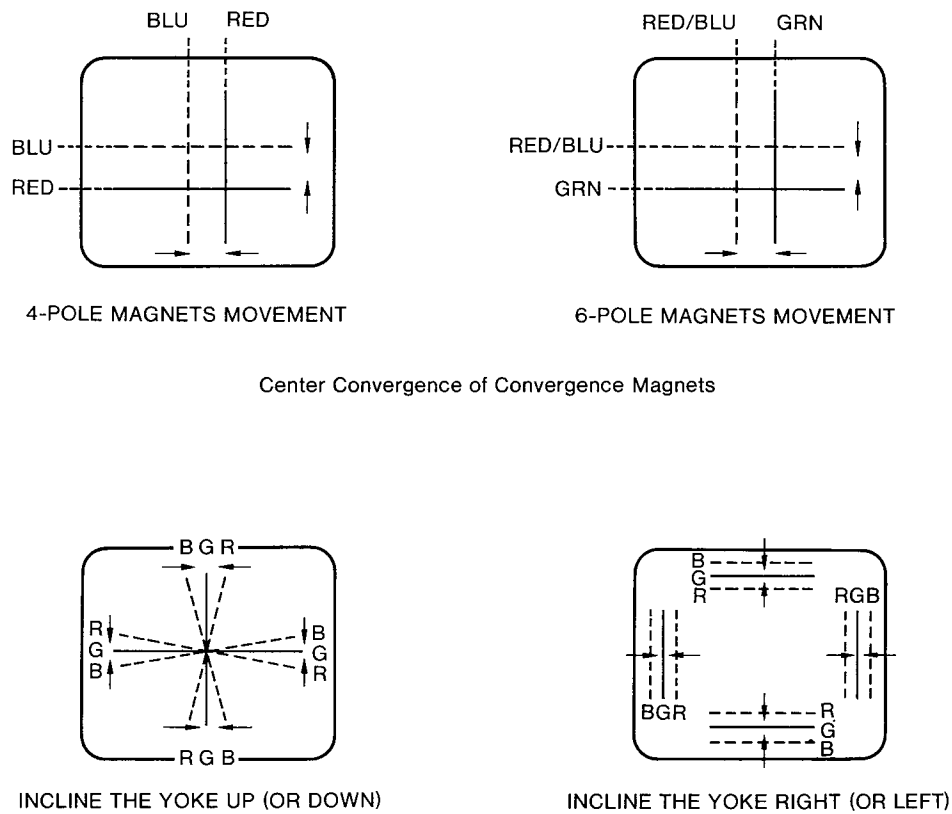 BLU RED
BLU
RED
4-POLE MAGNETS MOVEMENT
RED/BLU GRN
RED/BLU
GRN
6-POLE MAGNETS MOVEMENT
Center Convergence of Convergence Magnets
B G R
R
G
B
B
G
R
R G B
INCLINE THE YOKE UP (OR DOWN)
B
G
R
RGB
BGR
R
G
B
INCLINE THE YOKE RIGHT (OR LEFT)